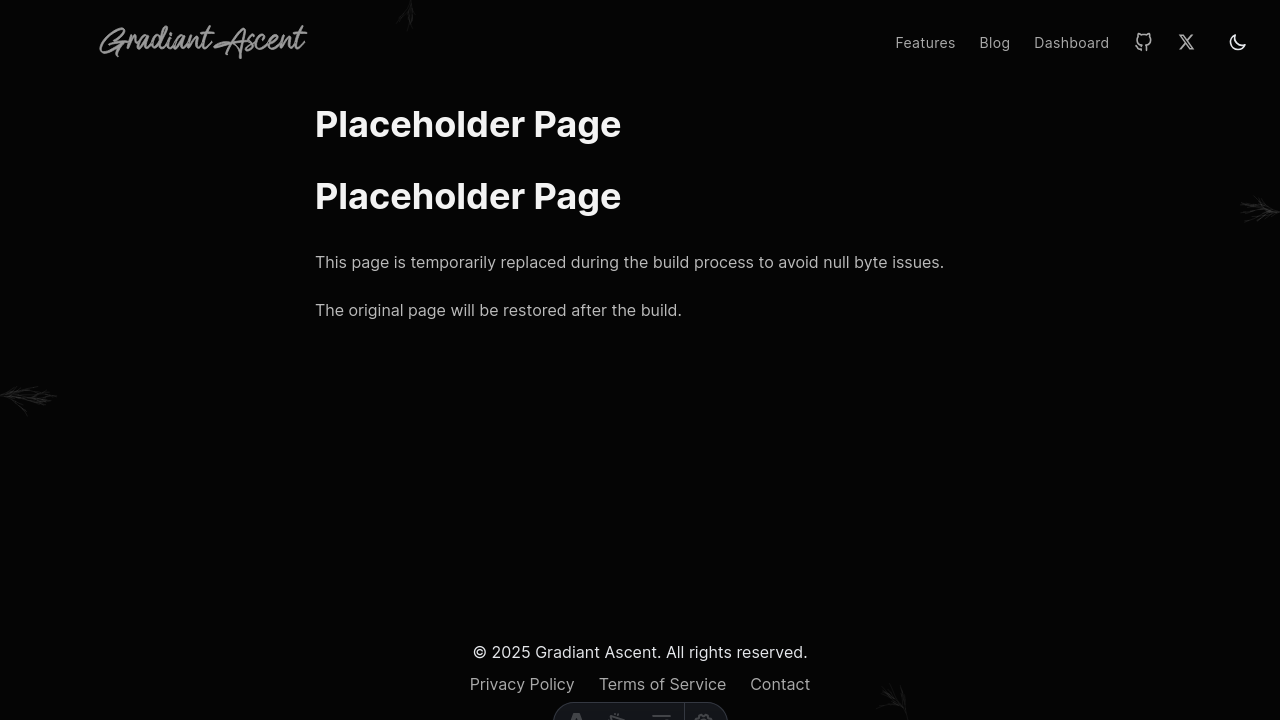 Gradiant Ascent
Features Blog Dashboard
Placeholder Page
Placeholder Page
This page is temporarily replaced during the build process to avoid null byte issues.
The original page will be restored after the build.
© 2025 Gradiant Ascent. All rights reserved.
Privacy Policy Terms of Service Contact